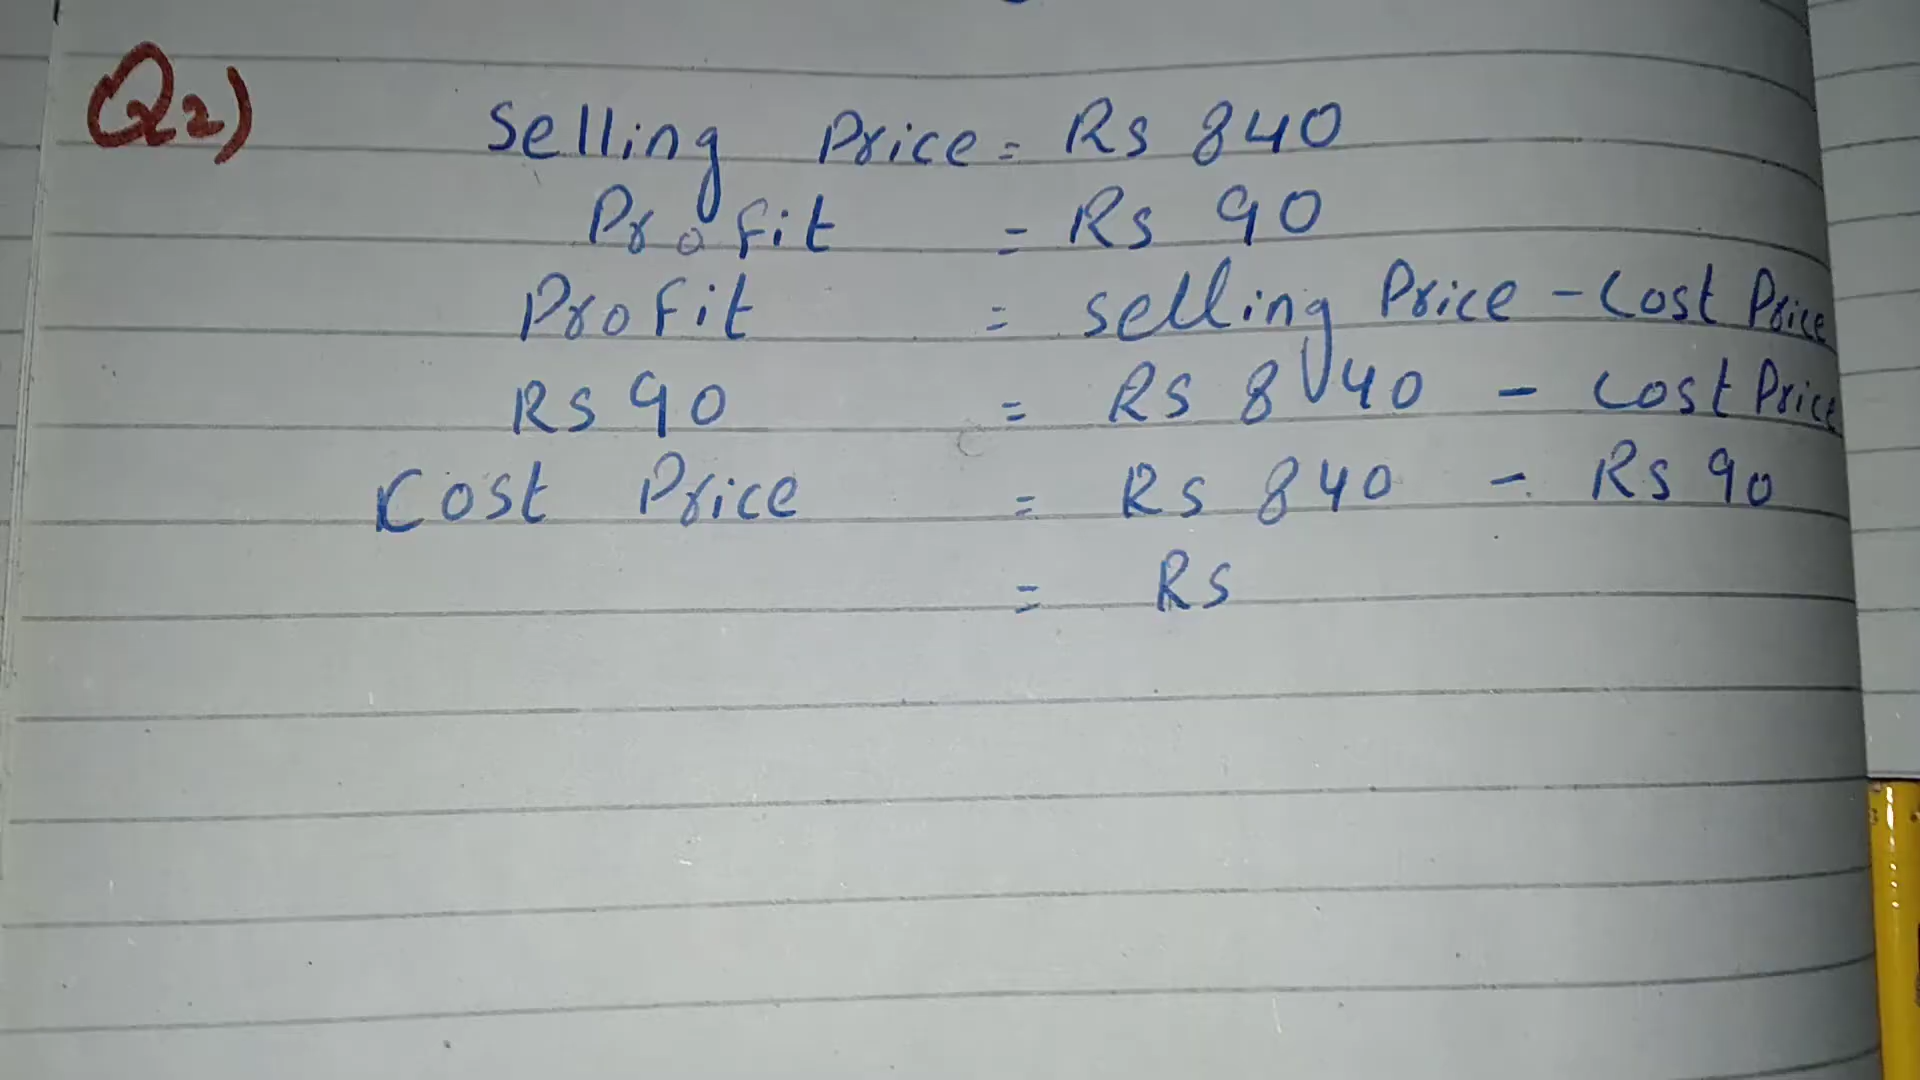 Q2) Selling Price = Rs 840
Profit = Rs 90
Profit = Selling Price - Cost Price
Rs 90 = Rs 840 - Cost Price
Cost Price = Rs 840 - Rs 90
= Rs